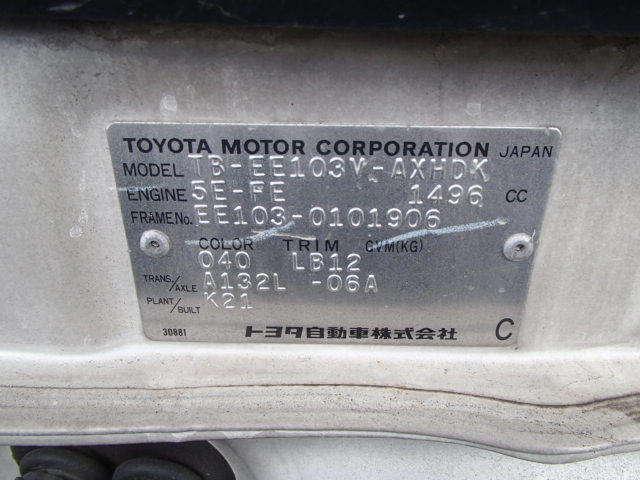 TOYOTA MOTOR CORPORATION JAPAN
MODEL TB-EE103V-AXHDK
ENGINE 5E-FE 1496 CC
FRAME No. EE103-0101906
COLOR TRIM GVM(KG)
040 LB12
TRANS./AXLE A132L -06A
PLANT/BUILT K21
30881 トヨタ自動車株式会社 C